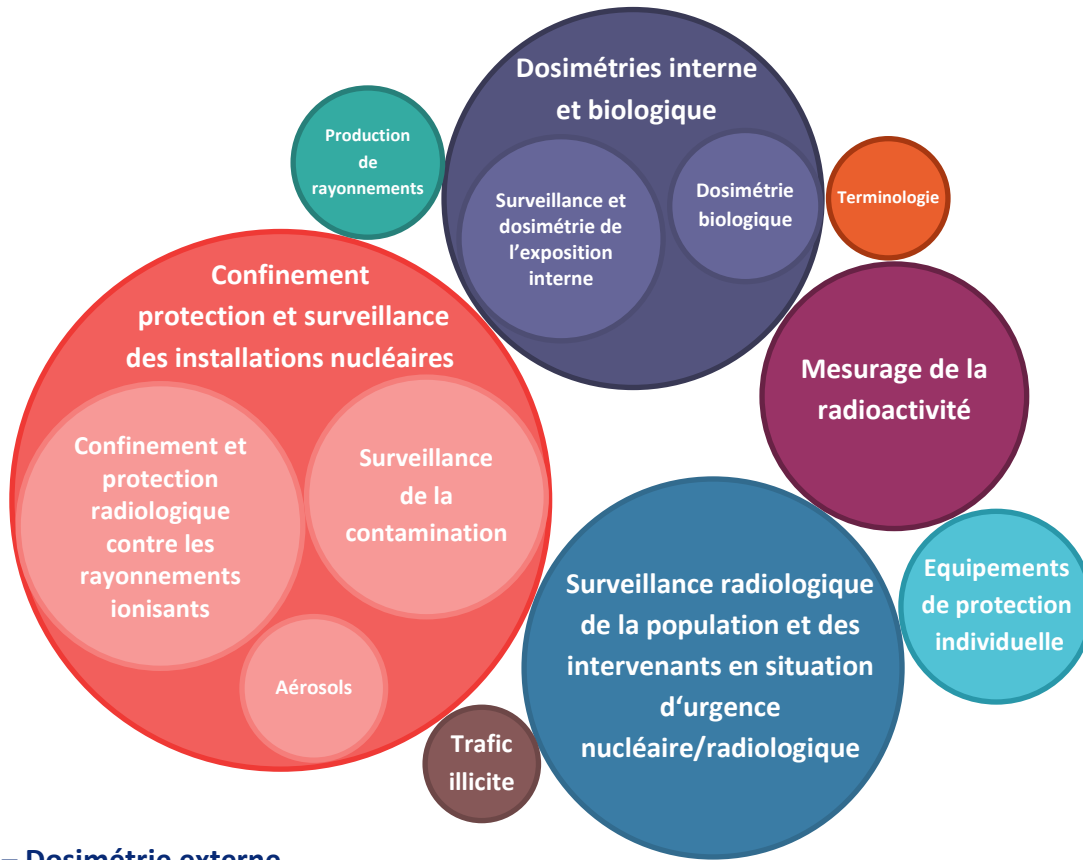 Dosimétries interne
et biologique
Production
de
rayonnements
Surveillance et
dosimétrie de
l'exposition
interne
Dosimétrie
biologique
Terminologie
Confinement
protection et surveillance
des installations nucléaires
Mesurage de la
radioactivité
Confinement et
protection
radiologique
contre les
rayonnements
ionisants
Surveillance
de la
contamination
Equipements
de protection
individuelle
Surveillance radiologique
de la population et des
intervenants en situation
d‘urgence
nucléaire/radiologique
Aérosols
Trafic
illicite
– Dosimétrie externe